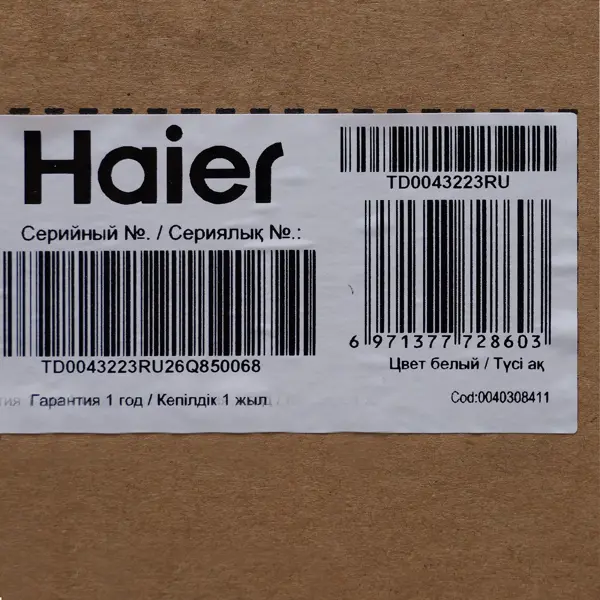 Haier
Серийный №. / Сериялық №.:
TD0043223RU26Q850068
Гарантия 1 год / Кепілдік 1 жыл
TD0043223RU
6 971377 728603
Цвет белый / Түсі ақ
Cod:0040308411